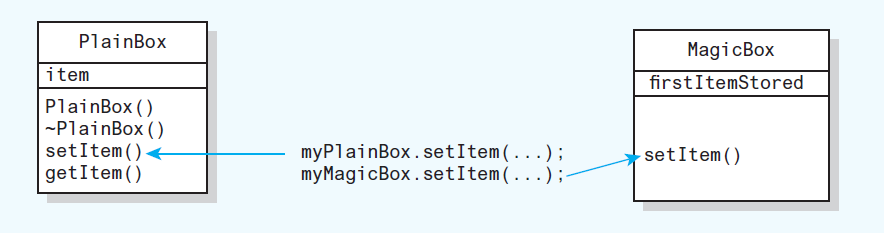 PlainBox
item
PlainBox()
~PlainBox()
setItem()
getItem()
myPlainBox.setItem(...);
myMagicBox.setItem(...);
MagicBox
firstItemStored
setItem()